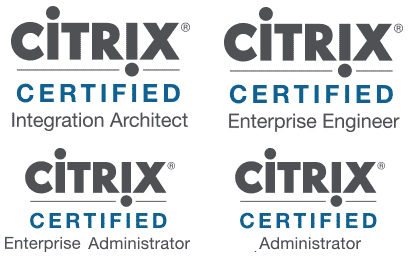 CiTRIX® CiTRIX®
CERTIFIED CERTIFIED
Integration Architect Enterprise Engineer
CiTRIX® CiTRIX®
CERTIFIED CERTIFIED
Enterprise Administrator Administrator